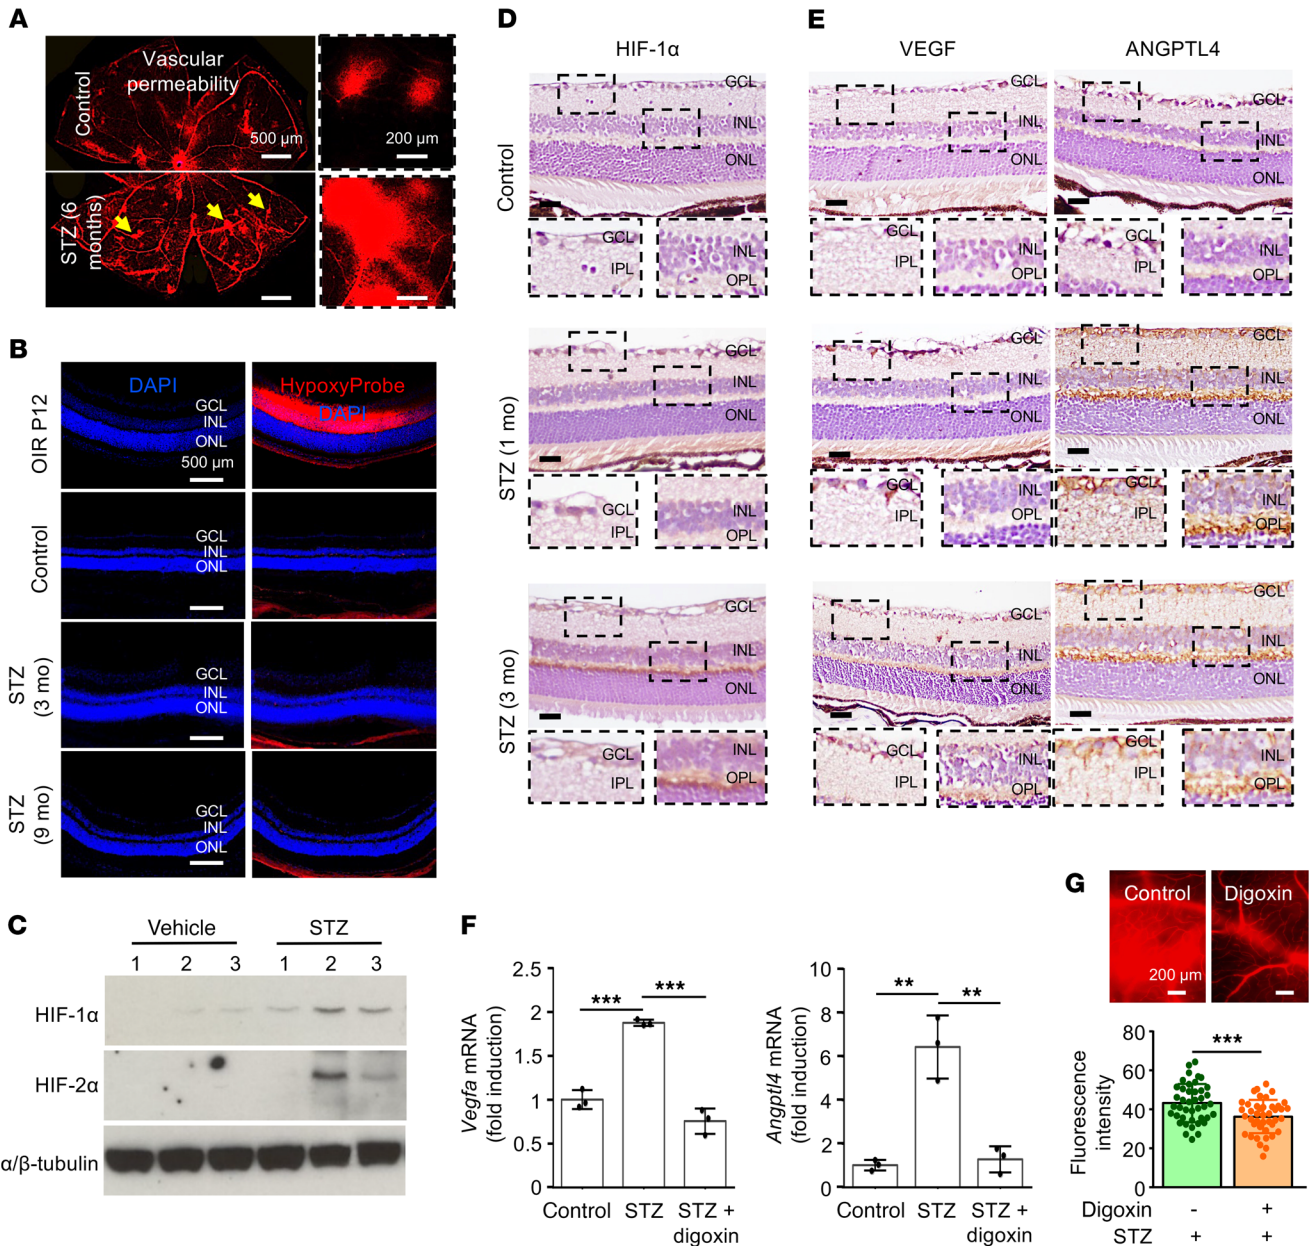 A
Control
Vascular
permeability
500 μm
200 μm
STZ (6
months)
B
OIR P12
DAPI
GCL
INL
ONL
500 μm
HypoxyProbe
DAPI
Control
GCL
INL
ONL
STZ
(3 mo)
GCL
INL
ONL
STZ
(9 mo)
GCL
INL
ONL
C
Vehicle STZ
1 2 3 1 2 3
HIF-1α
HIF-2α
α/β-tubulin
D
HIF-1α
Control
GCL
INL
ONL
GCL
IPL
INL
OPL
STZ (1 mo)
GCL
INL
ONL
GCL
IPL
INL
OPL
STZ (3 mo)
GCL
INL
ONL
GCL
IPL
INL
OPL
E
VEGF ANGPTL4
GCL
INL
ONL
GCL
INL
ONL
GCL
IPL
INL
OPL
GCL
IPL
INL
OPL
GCL
INL
ONL
GCL
INL
ONL
GCL
IPL
INL
OPL
GCL
IPL
INL
OPL
GCL
INL
ONL
GCL
INL
ONL
GCL
IPL
INL
OPL
GCL
IPL
INL
OPL
F
Vegfa mRNA
(fold induction)
2.5
2
1
0.5
0
*** ***
Control STZ STZ +
digoxin
Angptl4 mRNA
(fold induction)
10
8
6
4
2
0
** **
Control STZ STZ +
digoxin
G
Control
200 μm
Digoxin
Fluorescence
intensity
80
60
40
20
0
***
Digoxin - +
STZ + +